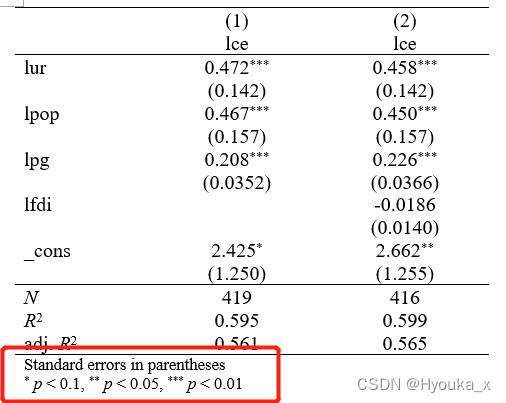 (1) (2)
lce lce
lur 0.472*** 0.458***
(0.142) (0.142)
lpop 0.467*** 0.450***
(0.157) (0.157)
lpg 0.208*** 0.226***
(0.0352) (0.0366)
lfdi -0.0186
(0.0140)
_cons 2.425* 2.662**
(1.250) (1.255)
N 419 416
R² 0.595 0.599
adj. R² 0.561 0.565
Standard errors in parentheses
* p < 0.1, ** p < 0.05, *** p < 0.01
CSDN @Hyouka_x